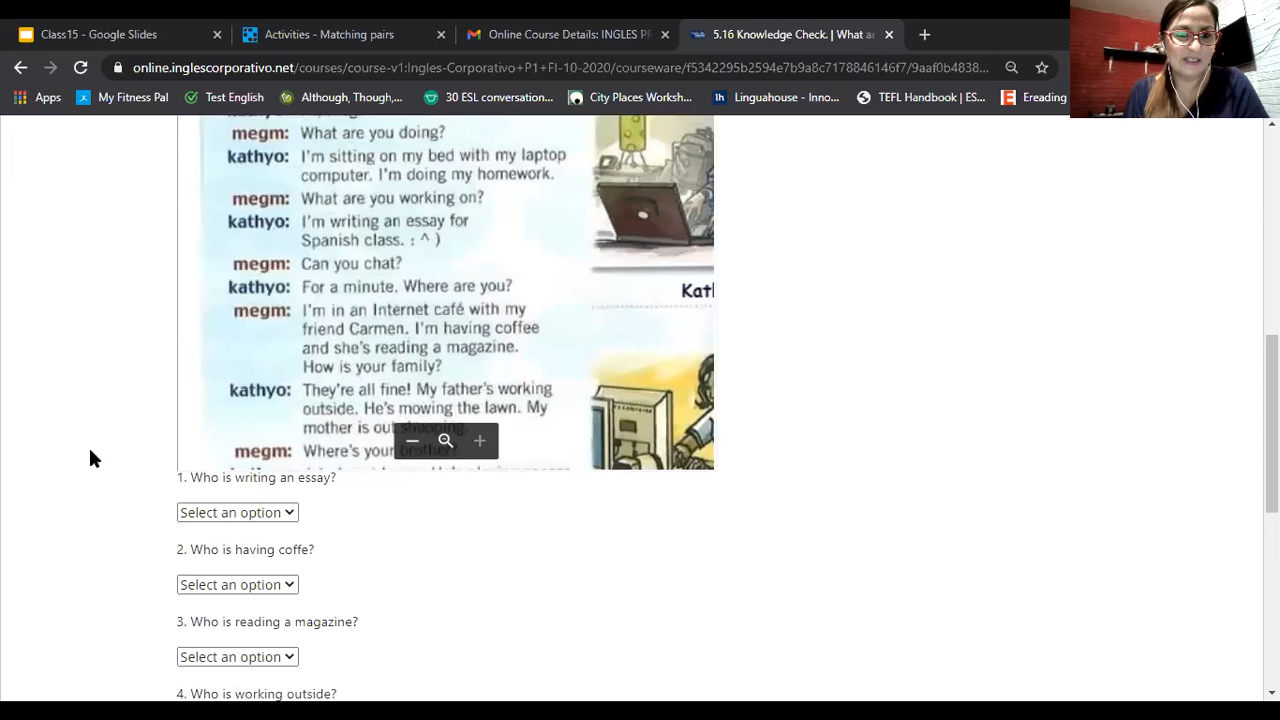 Class15 - Google Slides
Activities - Matching pairs
Online Course Details: INGLES PR
5.16 Knowledge Check. | What ar
online.inglescorporativo.net/courses/course-v1:Ingles-Corporativo
P1+FI-10+2020/courseware/f5342295b2594e7b9a8c7178846146f7/9aaf0b4838...
Apps
My Fitness Pal
Test English
Although, Though,...
30 ESL Conversation...
City Places Worksh...
Linguahouse - Inno...
TEFL Handbook | ES...
Ereading
megm: What are you doing?
kathyo: I'm sitting on my bed with my laptop
computer. I'm doing my homework.
megm: What are you working on?
kathyo: I'm writing an essay for
Spanish class. : ^ )
megm: Can you chat?
kathyo: For a minute. Where are you?
megm: I'm in an Internet café with my
friend Carmen. I'm having coffee
and she's reading a magazine.
How is your family?
kathyo: They're all fine! My father's working
outside. He's mowing the lawn. My
mother is out shopping.
megm: Where's your brother?
Kath
1. Who is writing an essay?
Select an option
2. Who is having coffe?
Select an option
3. Who is reading a magazine?
Select an option
4. Who is working outside?